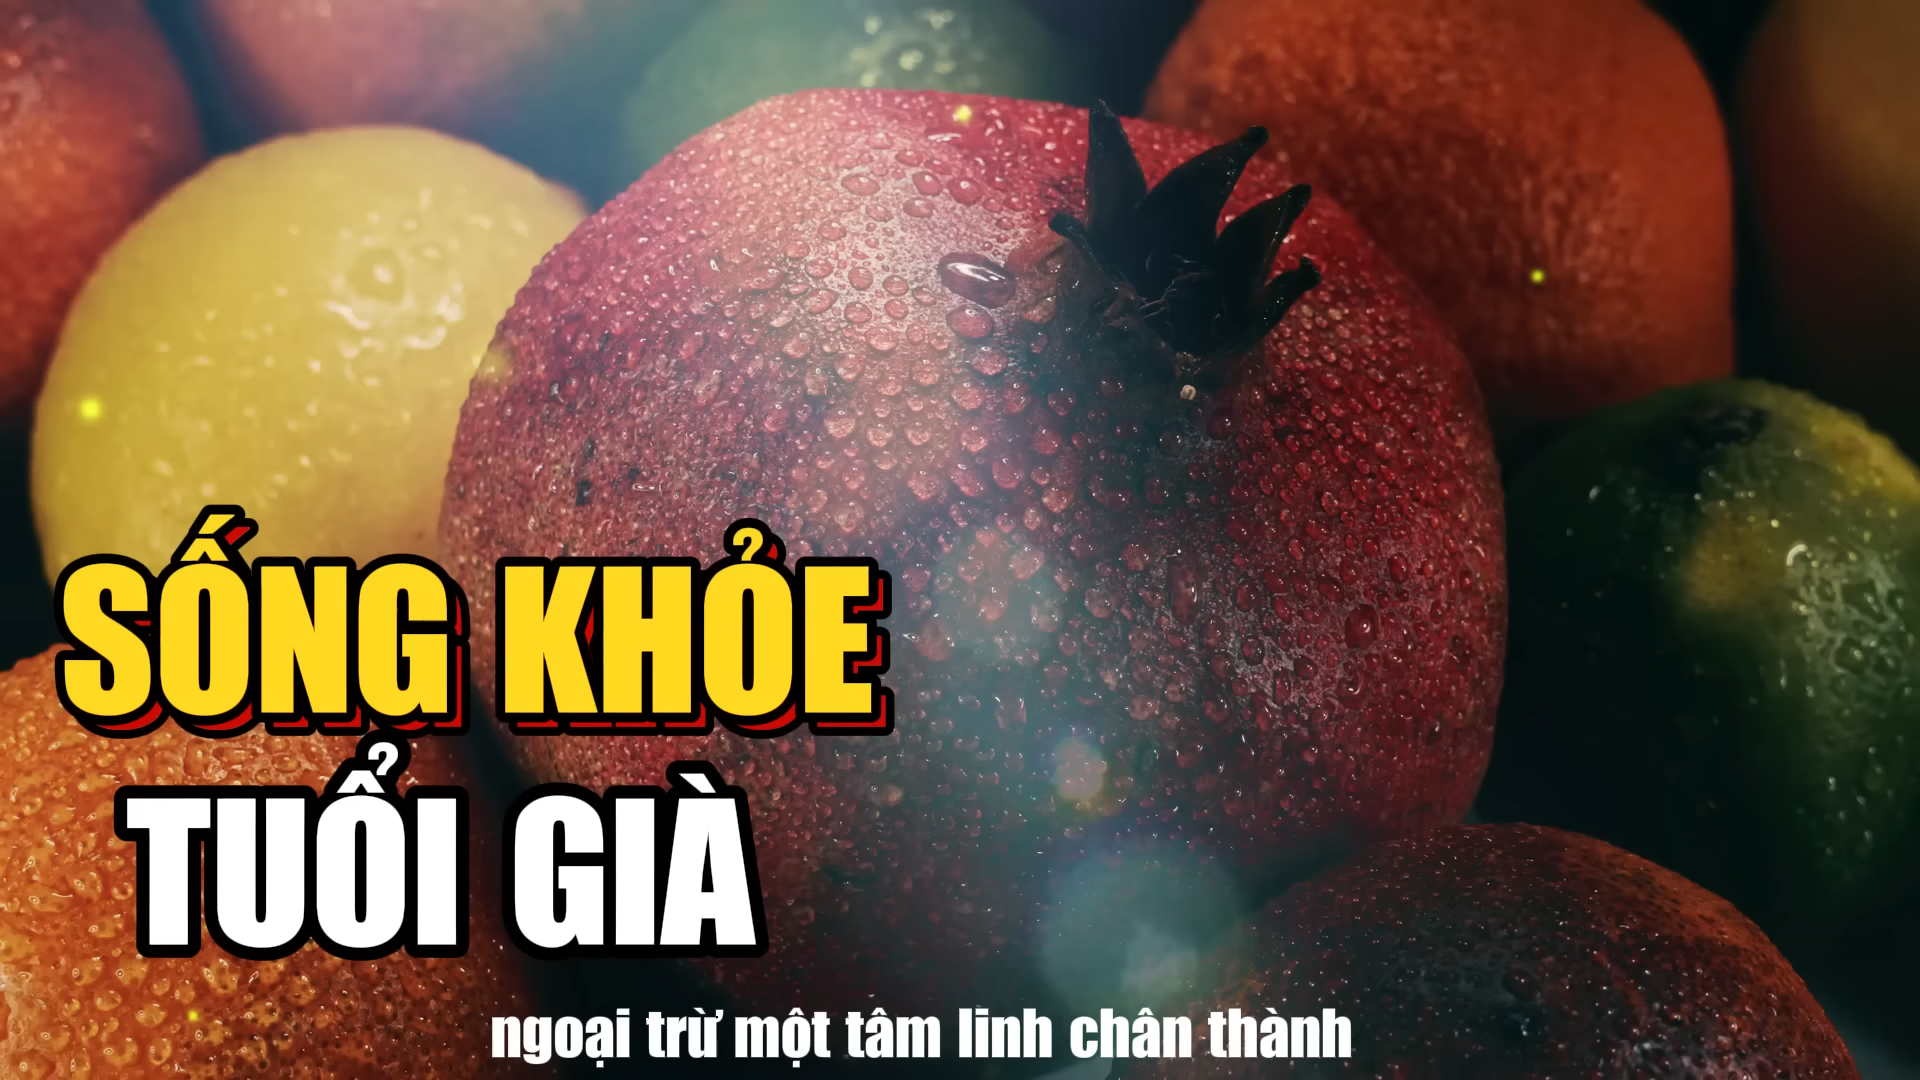 SỐNG KHỎE
TUỔI GIÀ
ngoại trừ một tâm linh chân thành